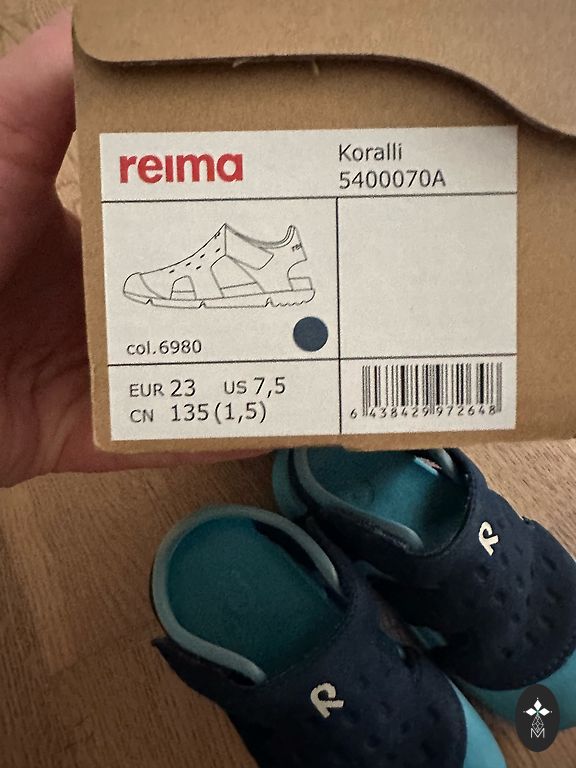 reima
Koralli
5400070A
col.6980
EUR 23 US 7,5
CN 135(1,5)
6 438429 972648